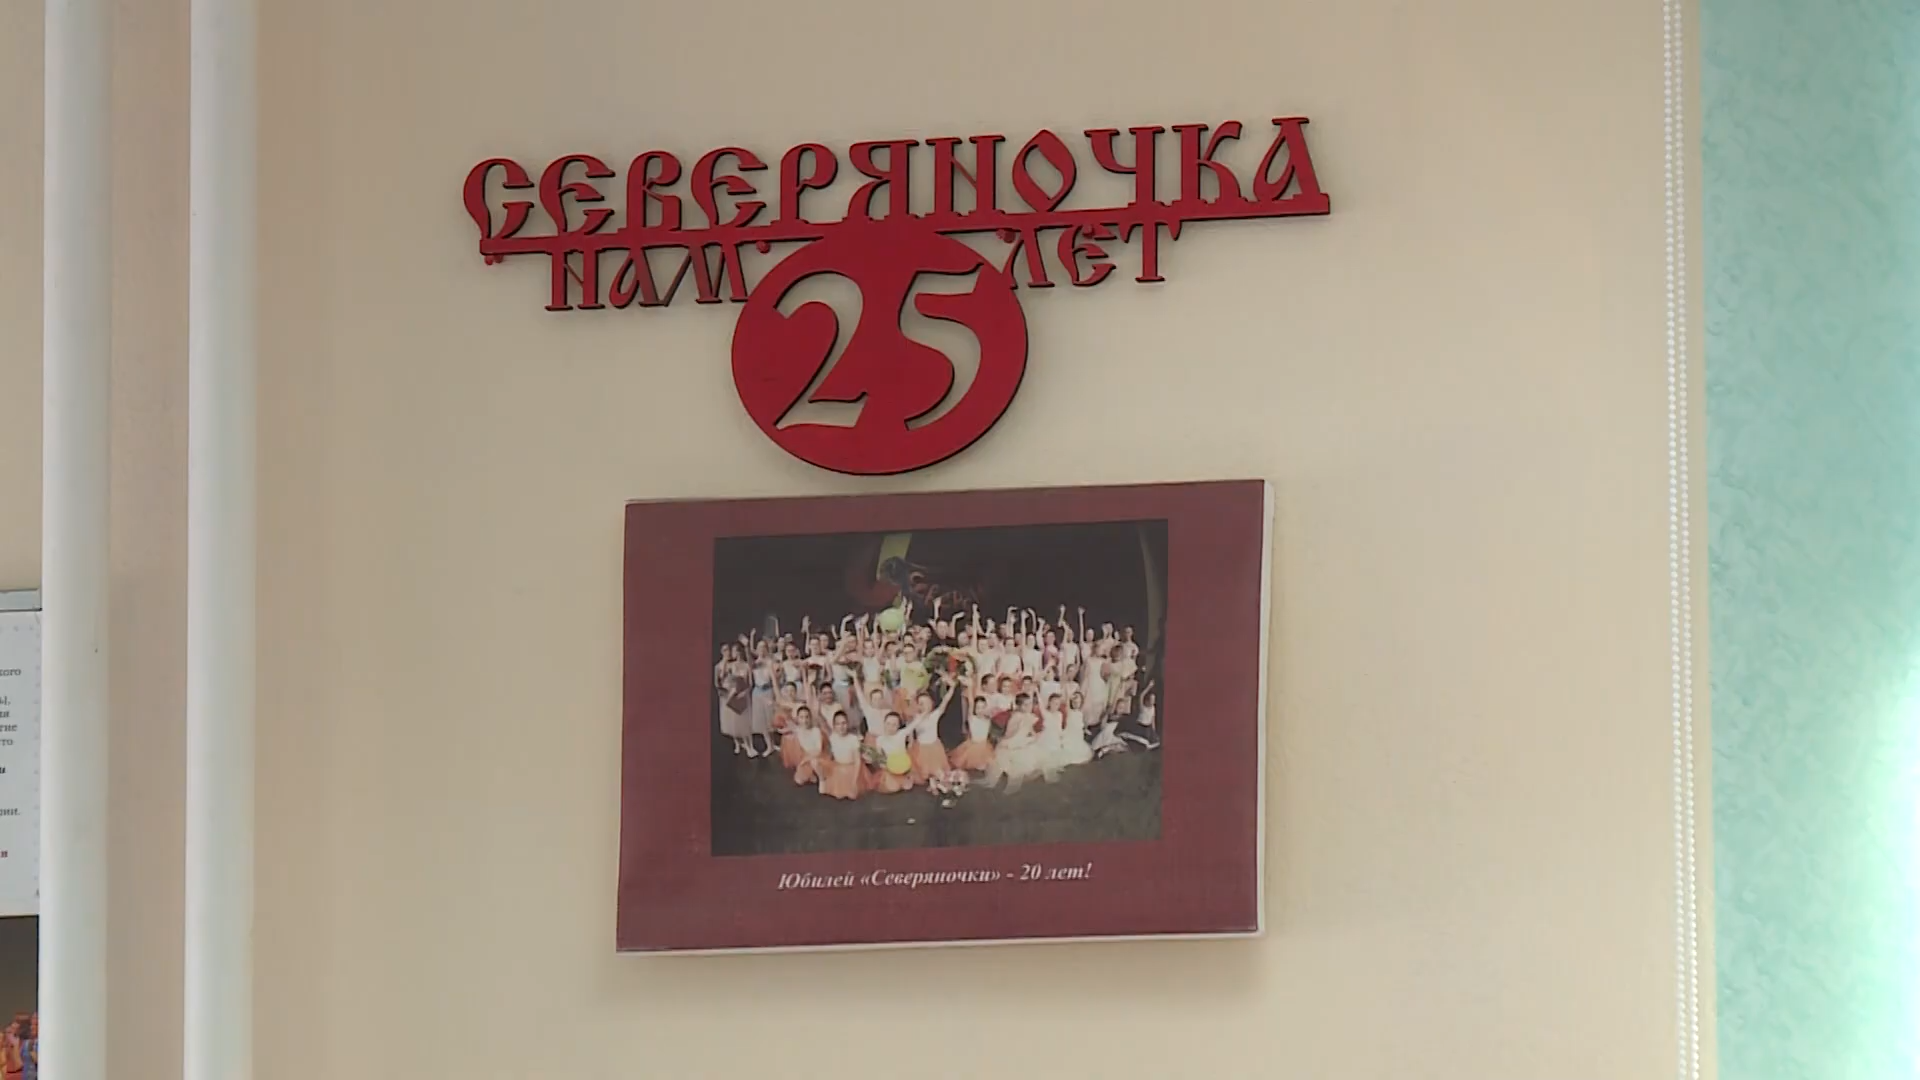 СЕВЕРЯНОЧКА
НАМ 25 ЛЕТ
Юбилей «Северяночки» - 20 лет!